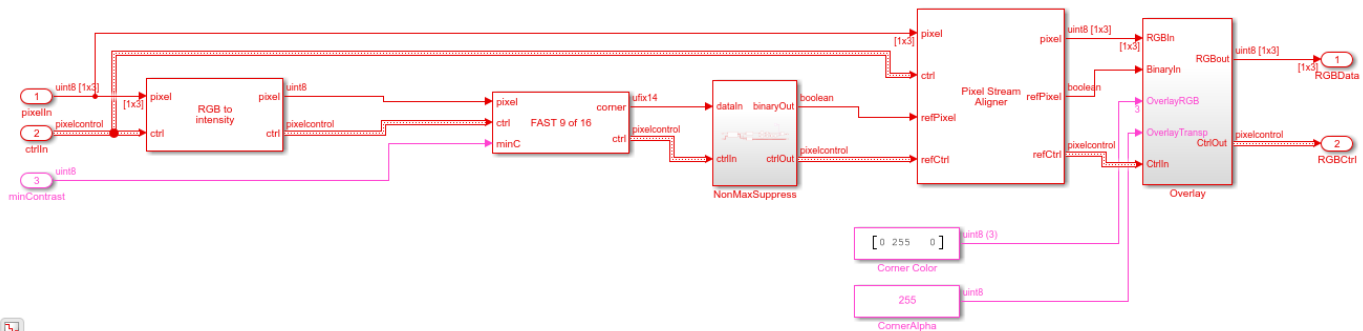 1
pixelIn
uint8 [1x3]
[1x3]
2
ctrlIn
pixelcontrol
3
minContrast
uint8
pixel
ctrl
RGB to
intensity
pixel
ctrl
uint8
pixelcontrol
pixel
ctrl
minC
FAST 9 of 16
corner
ctrl
ufix14
pixelcontrol
dataIn
ctrlIn
binaryOut
ctrlOut
NonMaxSuppress
boolean
pixelcontrol
[1x3]
pixel
ctrl
refPixel
refCtrl
Pixel Stream
Aligner
pixel
refPixel
refCtrl
uint8 [1x3]
[1x3]
boolean
3
pixelcontrol
RGBIn
BinaryIn
OverlayRGB
OverlayTransp
CtrlIn
RGBout
CtrlOut
Overlay
uint8 [1x3]
[1x3]
pixelcontrol
1
RGBData
2
RGBCtrl
[0 255 0]
Corner Color
uint8 (3)
255
CornerAlpha
uint8